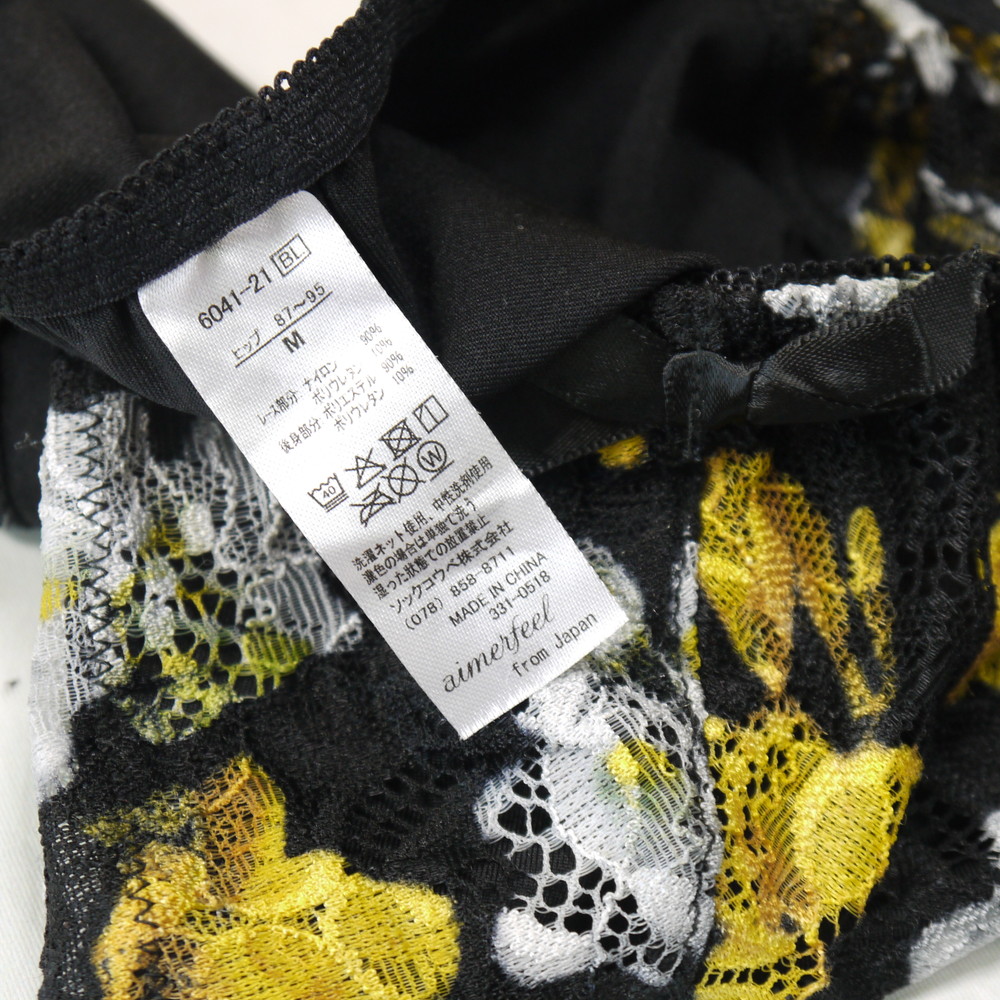 6041-21 BL
ヒップ 87～95
M
レース部分 ナイロン 90%
ポリウレタン 10%
後身部分 ポリエステル 90%
ポリウレタン 10%
40 1
W
洗濯ネット使用、中性洗剤使用
濃色の場合は単独で洗う
湿った状態での放置禁止
ソックコウベ株式会社
(078) 858-8711
MADE IN CHINA
331-0518
aimerfeel
from Japan